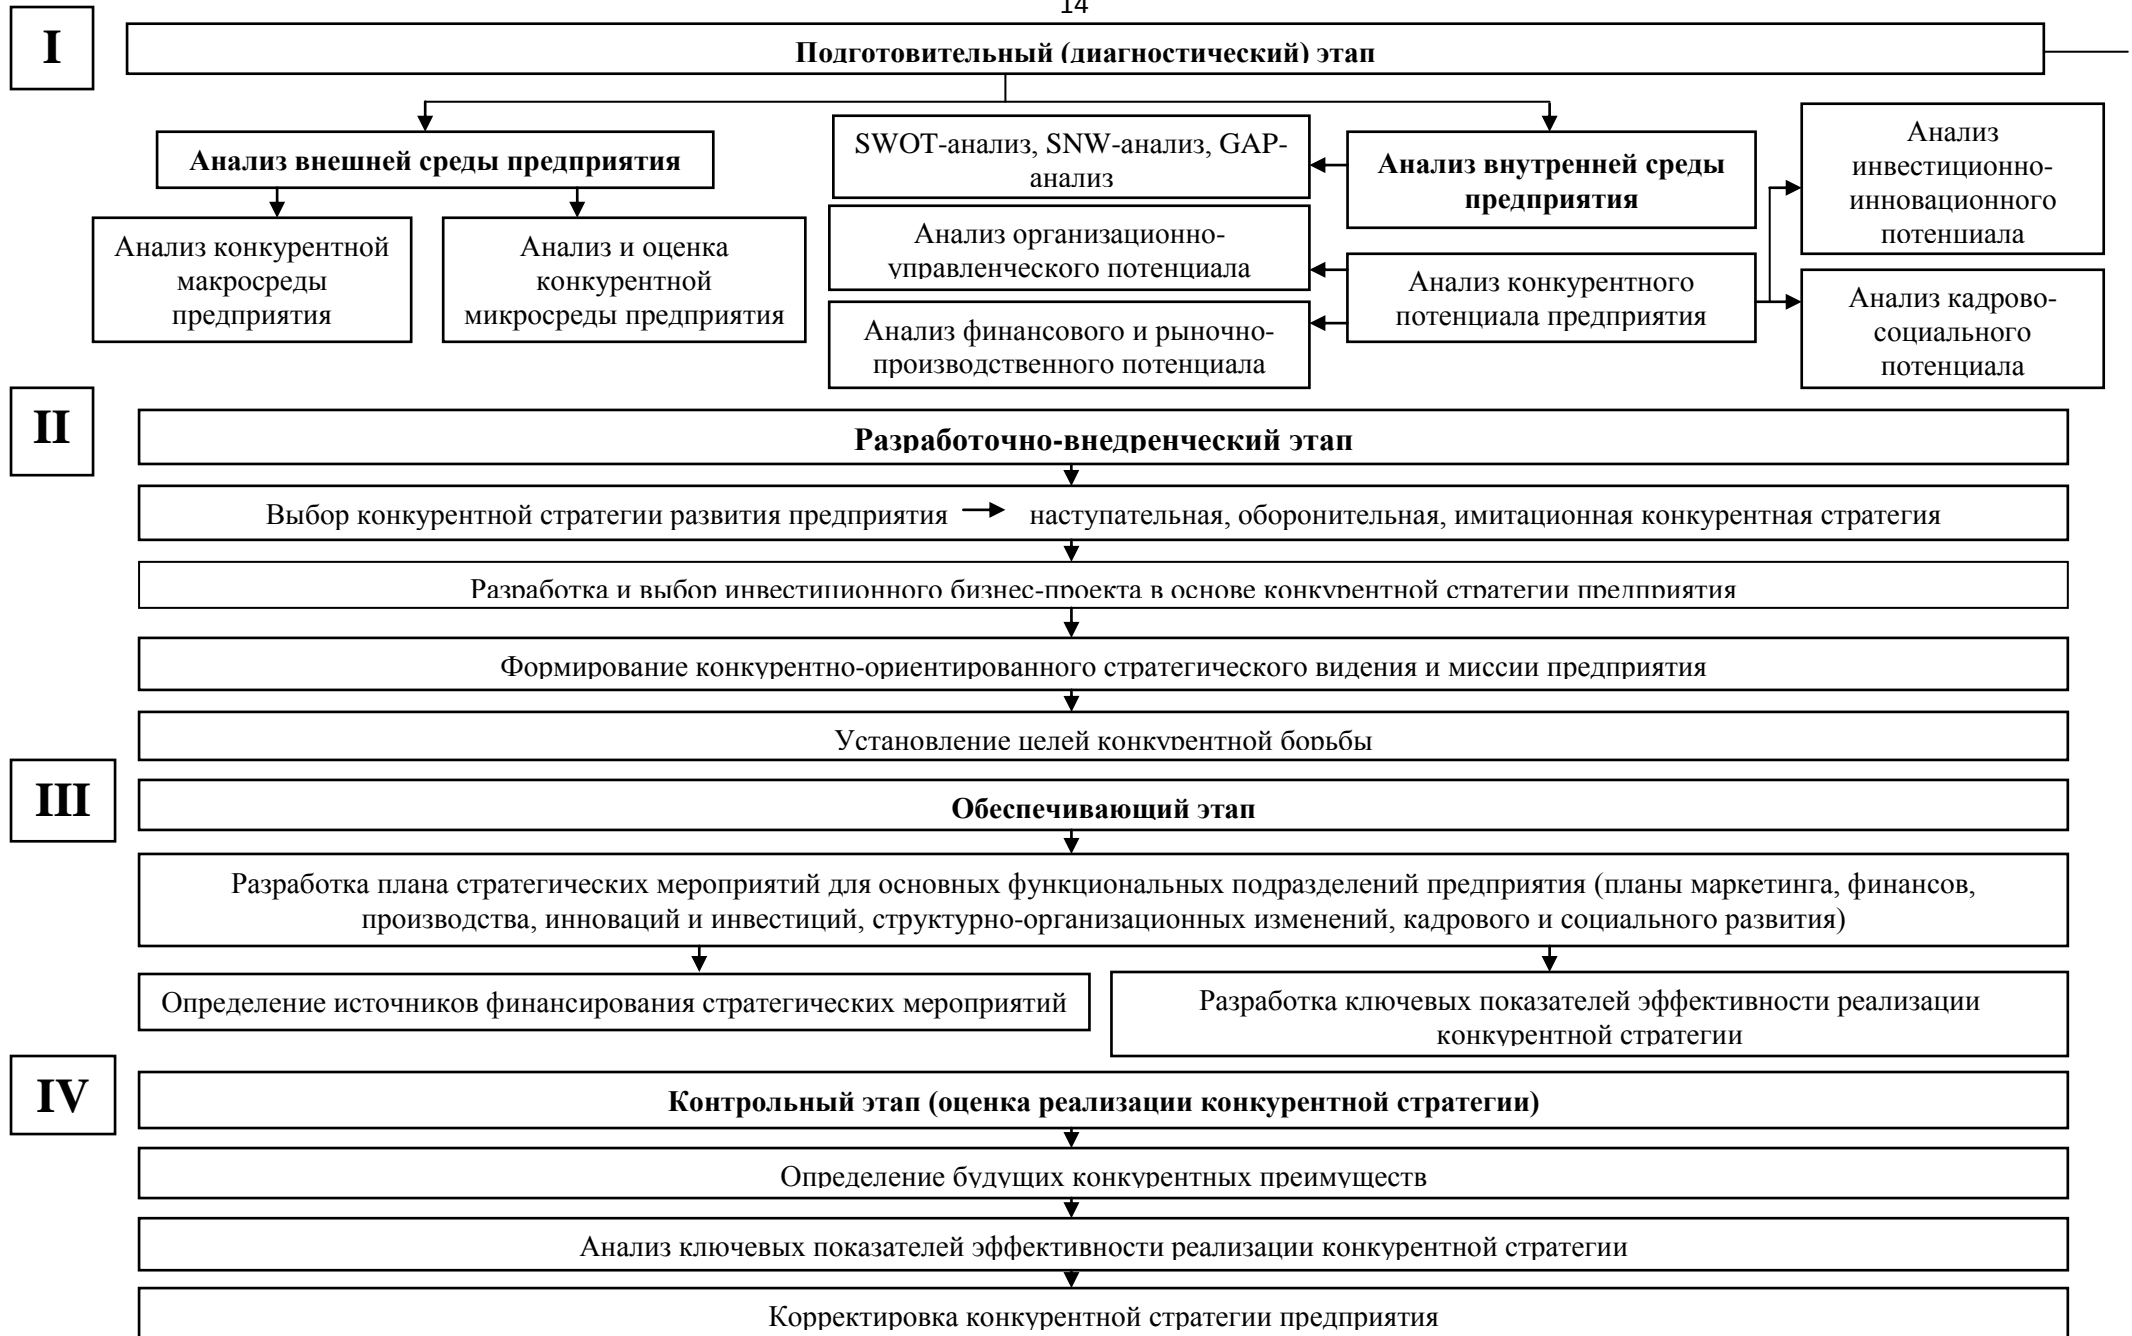 14
I
Подготовительный (диагностический) этап
Анализ внешней среды предприятия
Анализ конкурентной
макросреды
предприятия
Анализ и оценка
конкурентной
микросреды предприятия
SWOT-анализ, SNW-анализ, GAP-
анализ
Анализ организационно-
управленческого потенциала
Анализ финансового и рыночно-
производственного потенциала
Анализ внутренней среды
предприятия
Анализ конкурентного
потенциала предприятия
Анализ
инвестиционно-
инновационного
потенциала
Анализ кадрово-
социального
потенциала
II
Разработочно-внедренческий этап
Выбор конкурентной стратегии развития предприятия → наступательная, оборонительная, имитационная конкурентная стратегия
Разработка и выбор инвестиционного бизнес-проекта в основе конкурентной стратегии предприятия
Формирование конкурентно-ориентированного стратегического видения и миссии предприятия
Установление целей конкурентной борьбы
III
Обеспечивающий этап
Разработка плана стратегических мероприятий для основных функциональных подразделений предприятия (планы маркетинга, финансов,
производства, инноваций и инвестиций, структурно-организационных изменений, кадрового и социального развития)
Определение источников финансирования стратегических мероприятий
Разработка ключевых показателей эффективности реализации
конкурентной стратегии
IV
Контрольный этап (оценка реализации конкурентной стратегии)
Определение будущих конкурентных преимуществ
Анализ ключевых показателей эффективности реализации конкурентной стратегии
Корректировка конкурентной стратегии предприятия